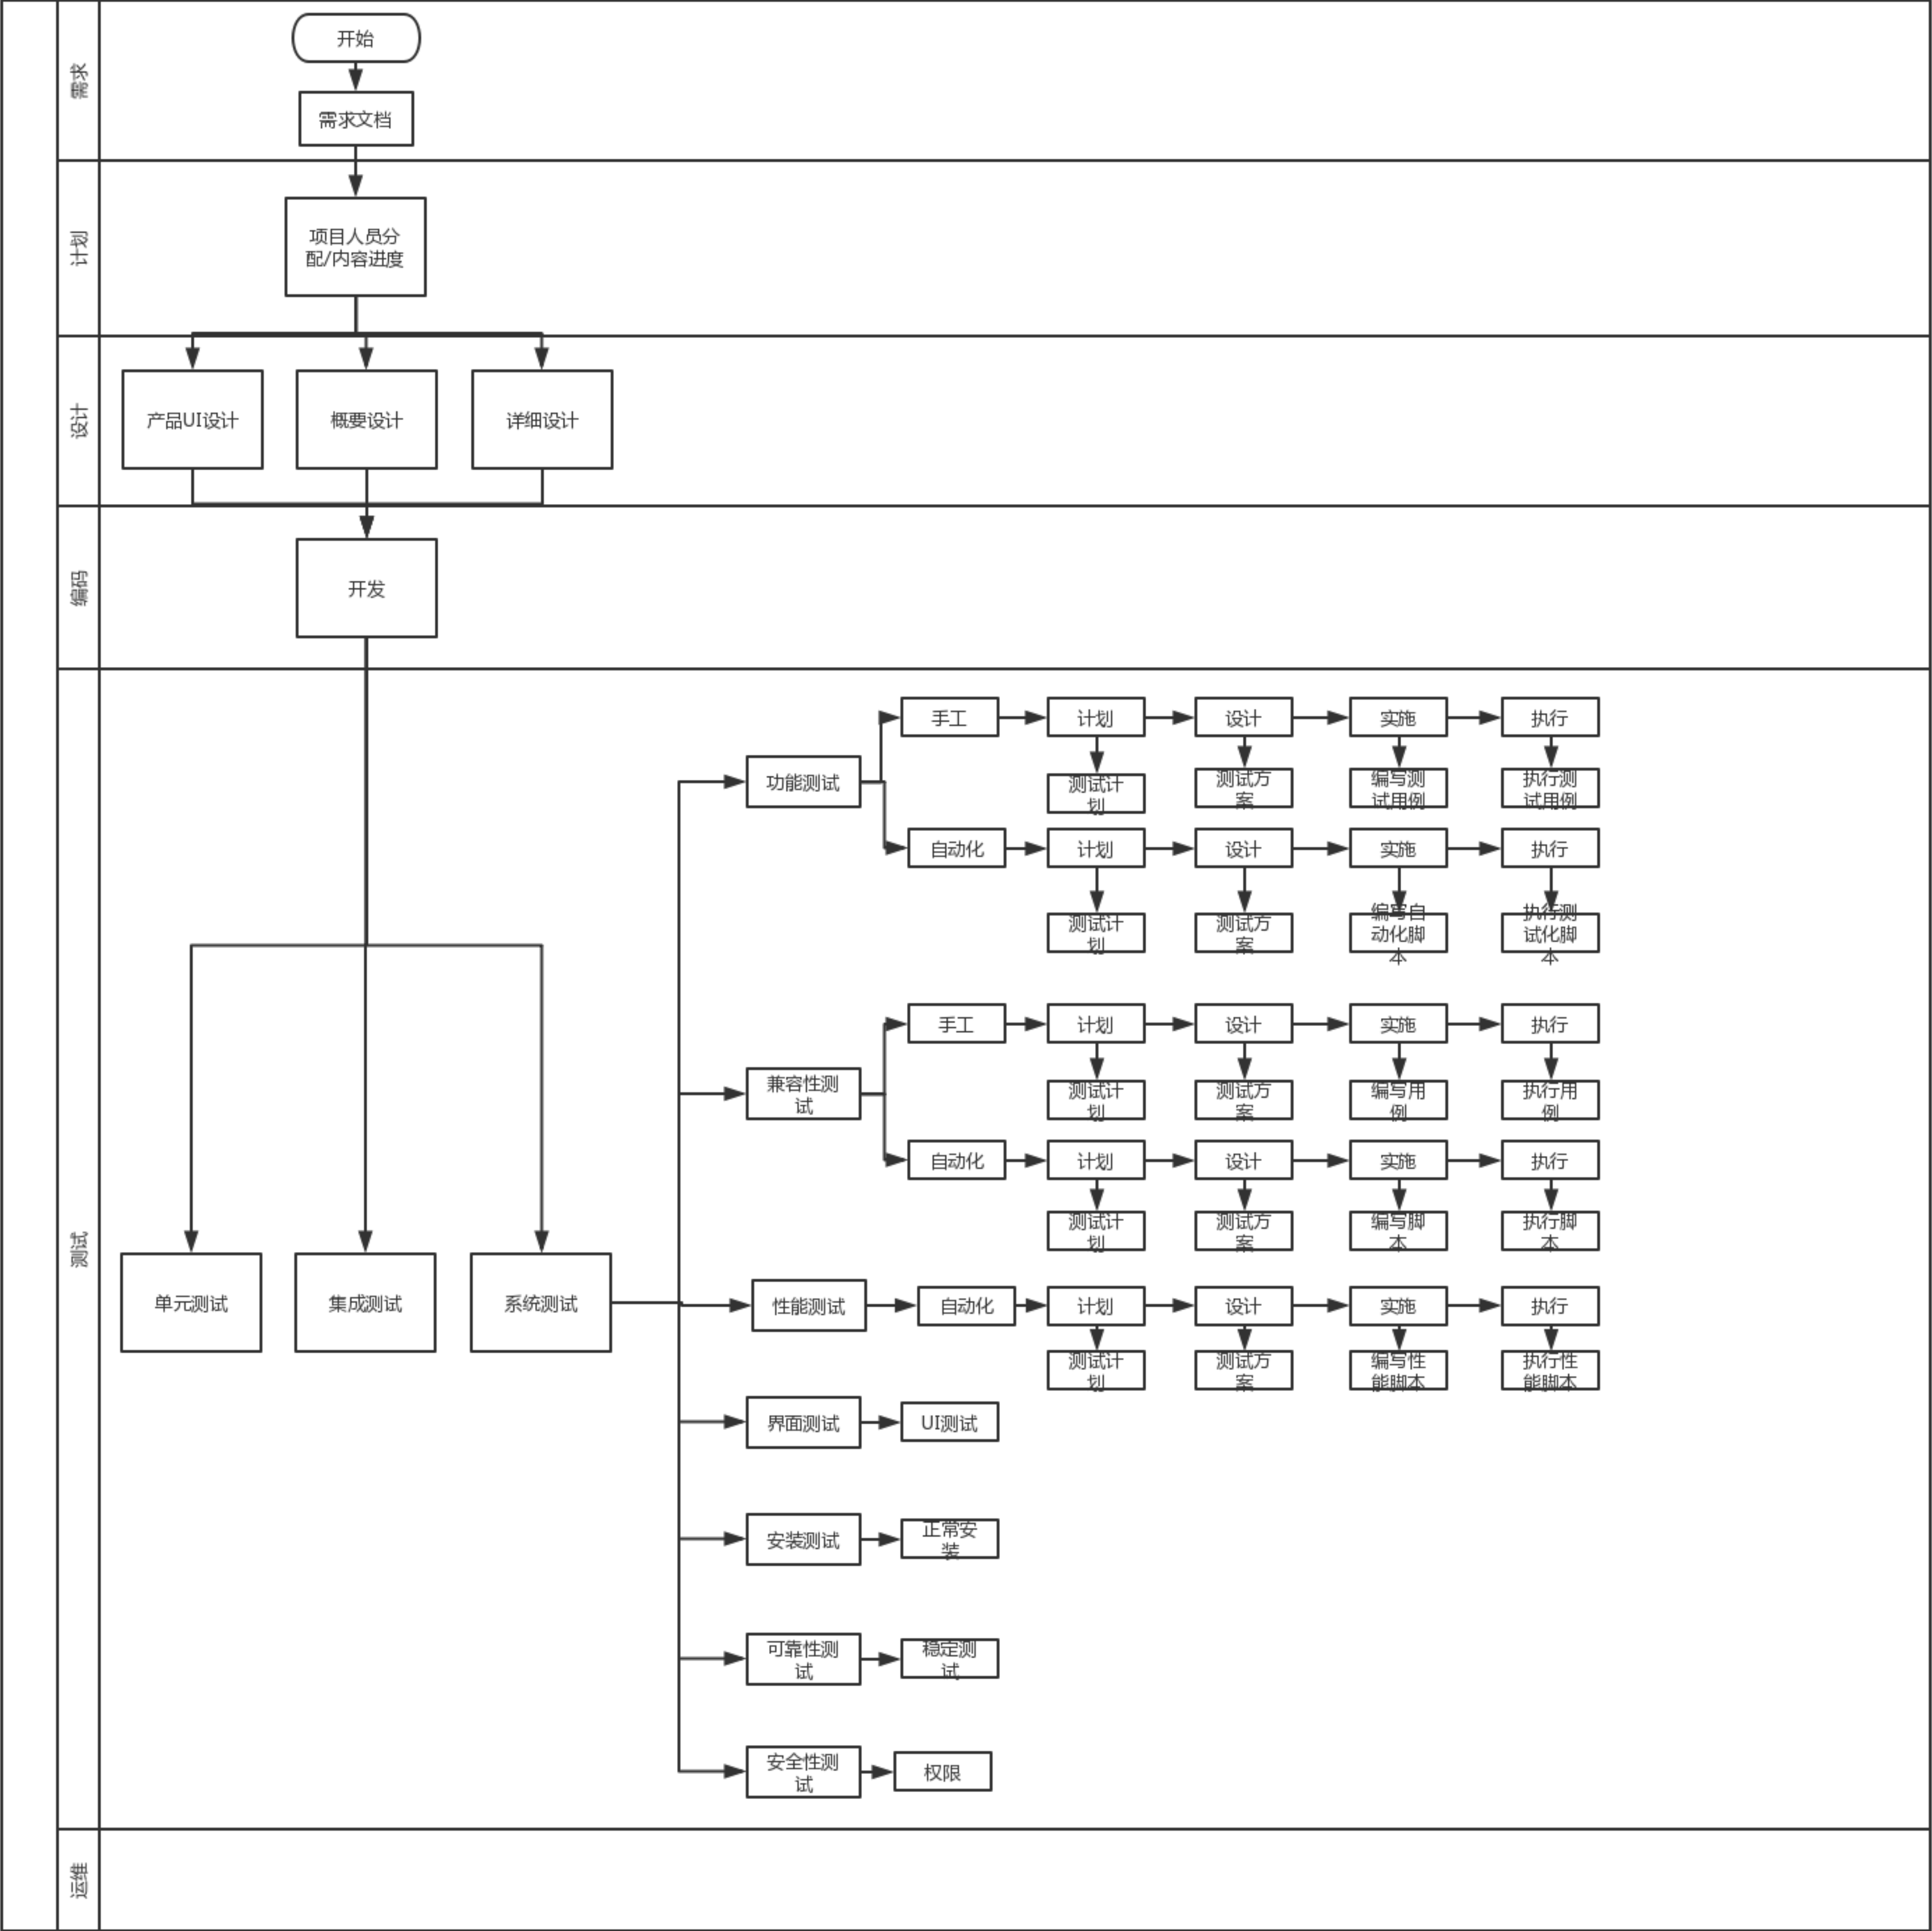 需求
开始
需求文档
计划
项目人员分
配/内容进度
设计
产品UI设计
概要设计
详细设计
编码
开发
测试
单元测试
集成测试
系统测试
功能测试
手工
计划
设计
实施
执行
测试计
划
测试方
案
编写测
试用例
执行测
试用例
自动化
计划
设计
实施
执行
测试计
划
测试方
案
编写自
动化脚
本
执行测
试化脚
本
兼容性测
试
手工
计划
设计
实施
执行
测试计
划
测试方
案
编写用
例
执行用
例
自动化
计划
设计
实施
执行
测试计
划
测试方
案
编写脚
本
执行脚
本
性能测试
自动化
计划
设计
实施
执行
测试计
划
测试方
案
编写性
能脚本
执行性
能脚本
界面测试
UI测试
安装测试
正常安
装
可靠性测
试
稳定测
试
安全性测
试
权限
运维